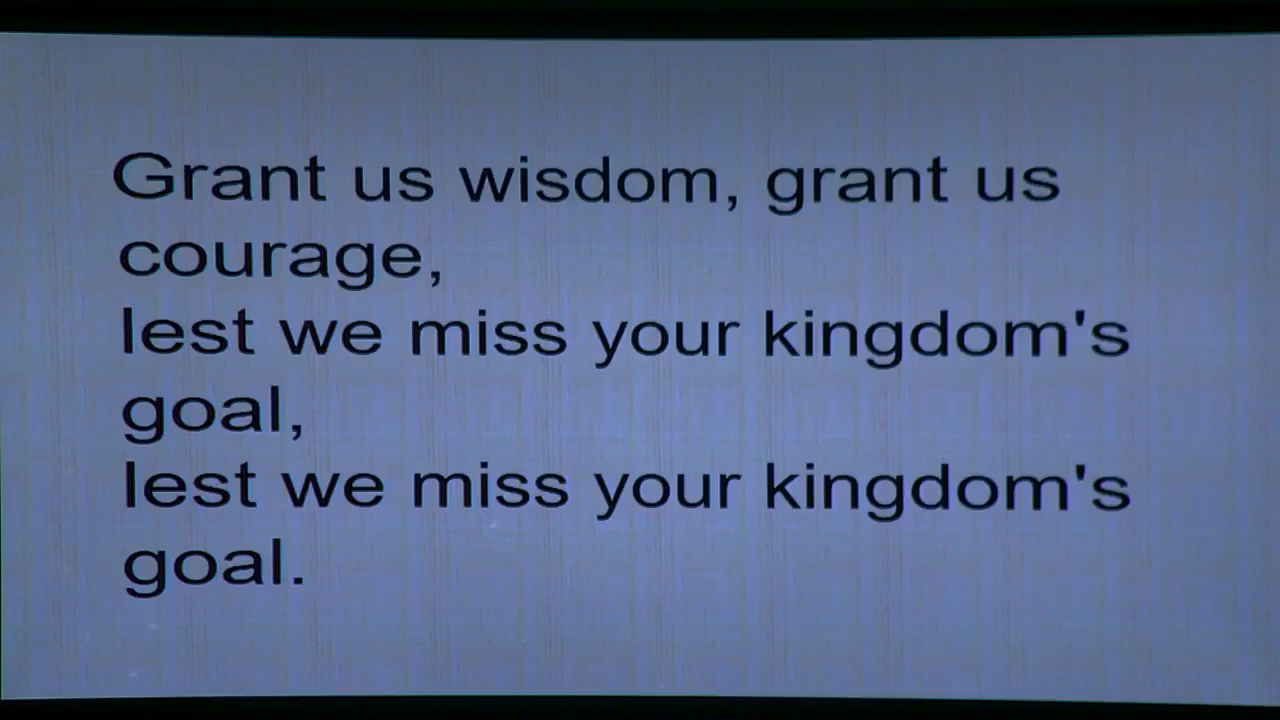 Grant us wisdom, grant us
courage,
lest we miss your kingdom's
goal,
lest we miss your kingdom's
goal.